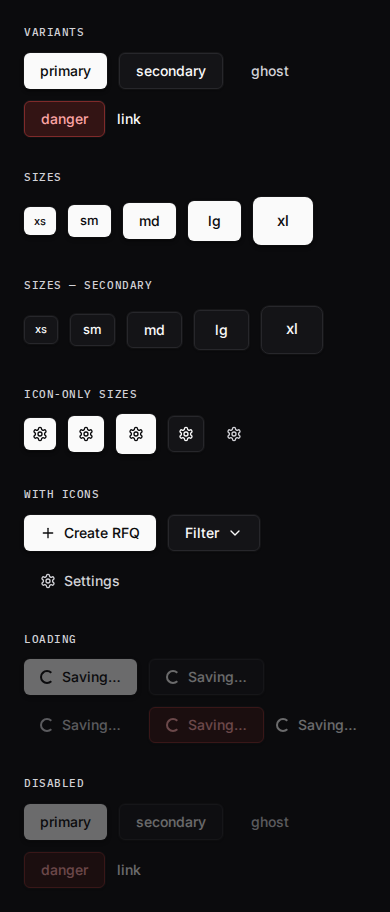 VARIANTS
primary secondary ghost
danger link
SIZES
xs sm md lg xl
SIZES — SECONDARY
xs sm md lg xl
ICON-ONLY SIZES
WITH ICONS
Create RFQ Filter
Settings
LOADING
Saving... Saving...
Saving... Saving... Saving...
DISABLED
primary secondary ghost
danger link